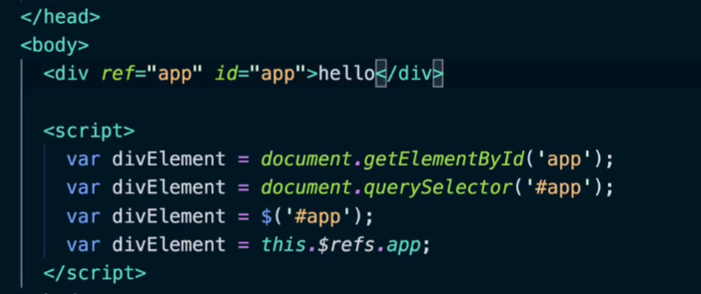 </head>
<body>
<div ref="app" id="app">hello</div>
<script>
var divElement = document.getElementById('app');
var divElement = document.querySelector('#app');
var divElement = $('#app');
var divElement = this.$refs.app;
</script>